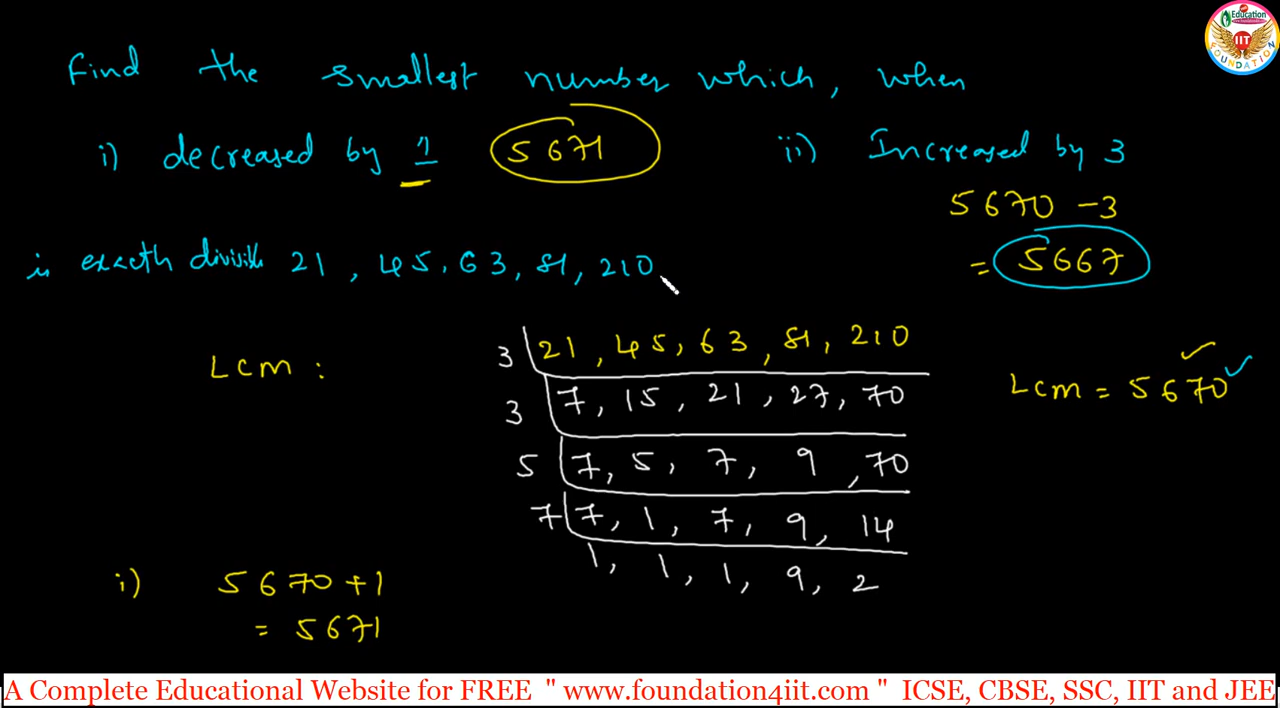 Education
IIT
FOUNDATION
Find the smallest number which, when
i) decreased by 1 5671 ii) Increased by 3
5670 -3
= 5667
is exactly divisible 21, 45, 63, 81, 210
LCM :
3 21, 45, 63, 81, 210
LCM = 5670
3 7, 15, 21, 27, 70
5 7, 5, 7, 9, 70
7 7, 1, 7, 9, 14
1, 1, 1, 9, 2
i) 5670 + 1
= 5671
A Complete Educational Website for FREE " www.foundation4iit.com " ICSE, CBSE, SSC, IIT and JEE